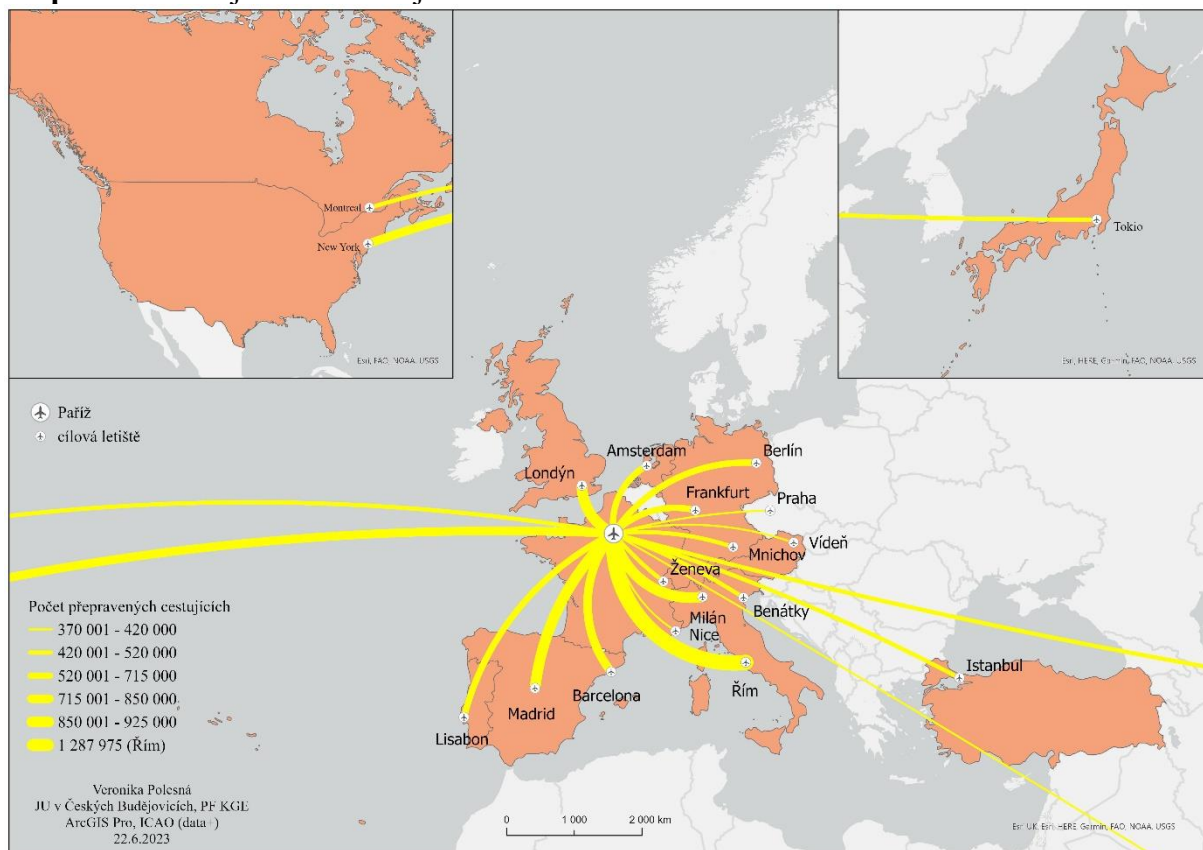 Montreal
New York
Esri, FAO, NOAA, USGS
Tokio
Esri, HERE, Garmin, FAO, NOAA, USGS
Paříž
cílová letiště
Amsterdam
Berlín
Londýn
Frankfurt
Praha
Vídeň
Mnichov
Ženeva
Benátky
Milán
Nice
Istanbul
Řím
Barcelona
Madrid
Lisabon
Počet přepravených cestujících
370 001 - 420 000
420 001 - 520 000
520 001 - 715 000
715 001 - 850 000
850 001 - 925 000
1 287 975 (Řím)
Veronika Polesná
JU v Českých Budějovicích, PF KGE
ArcGIS Pro, ICAO (data+)
22.6.2023
0 1 000 2 000 km
Esri UK, Esri, HERE, Garmin, FAO, NOAA, USGS